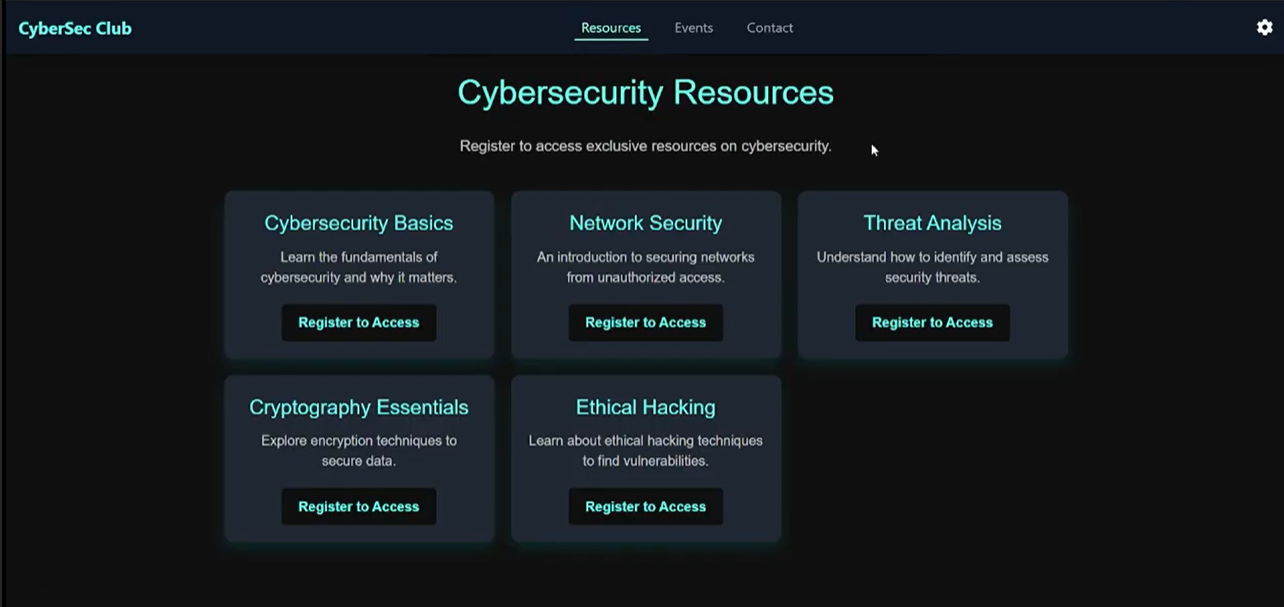 CyberSec Club
Resources
Events
Contact
Cybersecurity Resources
Register to access exclusive resources on cybersecurity.
Cybersecurity Basics
Learn the fundamentals of
cybersecurity and why it matters.
Register to Access
Network Security
An introduction to securing networks
from unauthorized access.
Register to Access
Threat Analysis
Understand how to identify and assess
security threats.
Register to Access
Cryptography Essentials
Explore encryption techniques to
secure data.
Register to Access
Ethical Hacking
Learn about ethical hacking techniques
to find vulnerabilities.
Register to Access